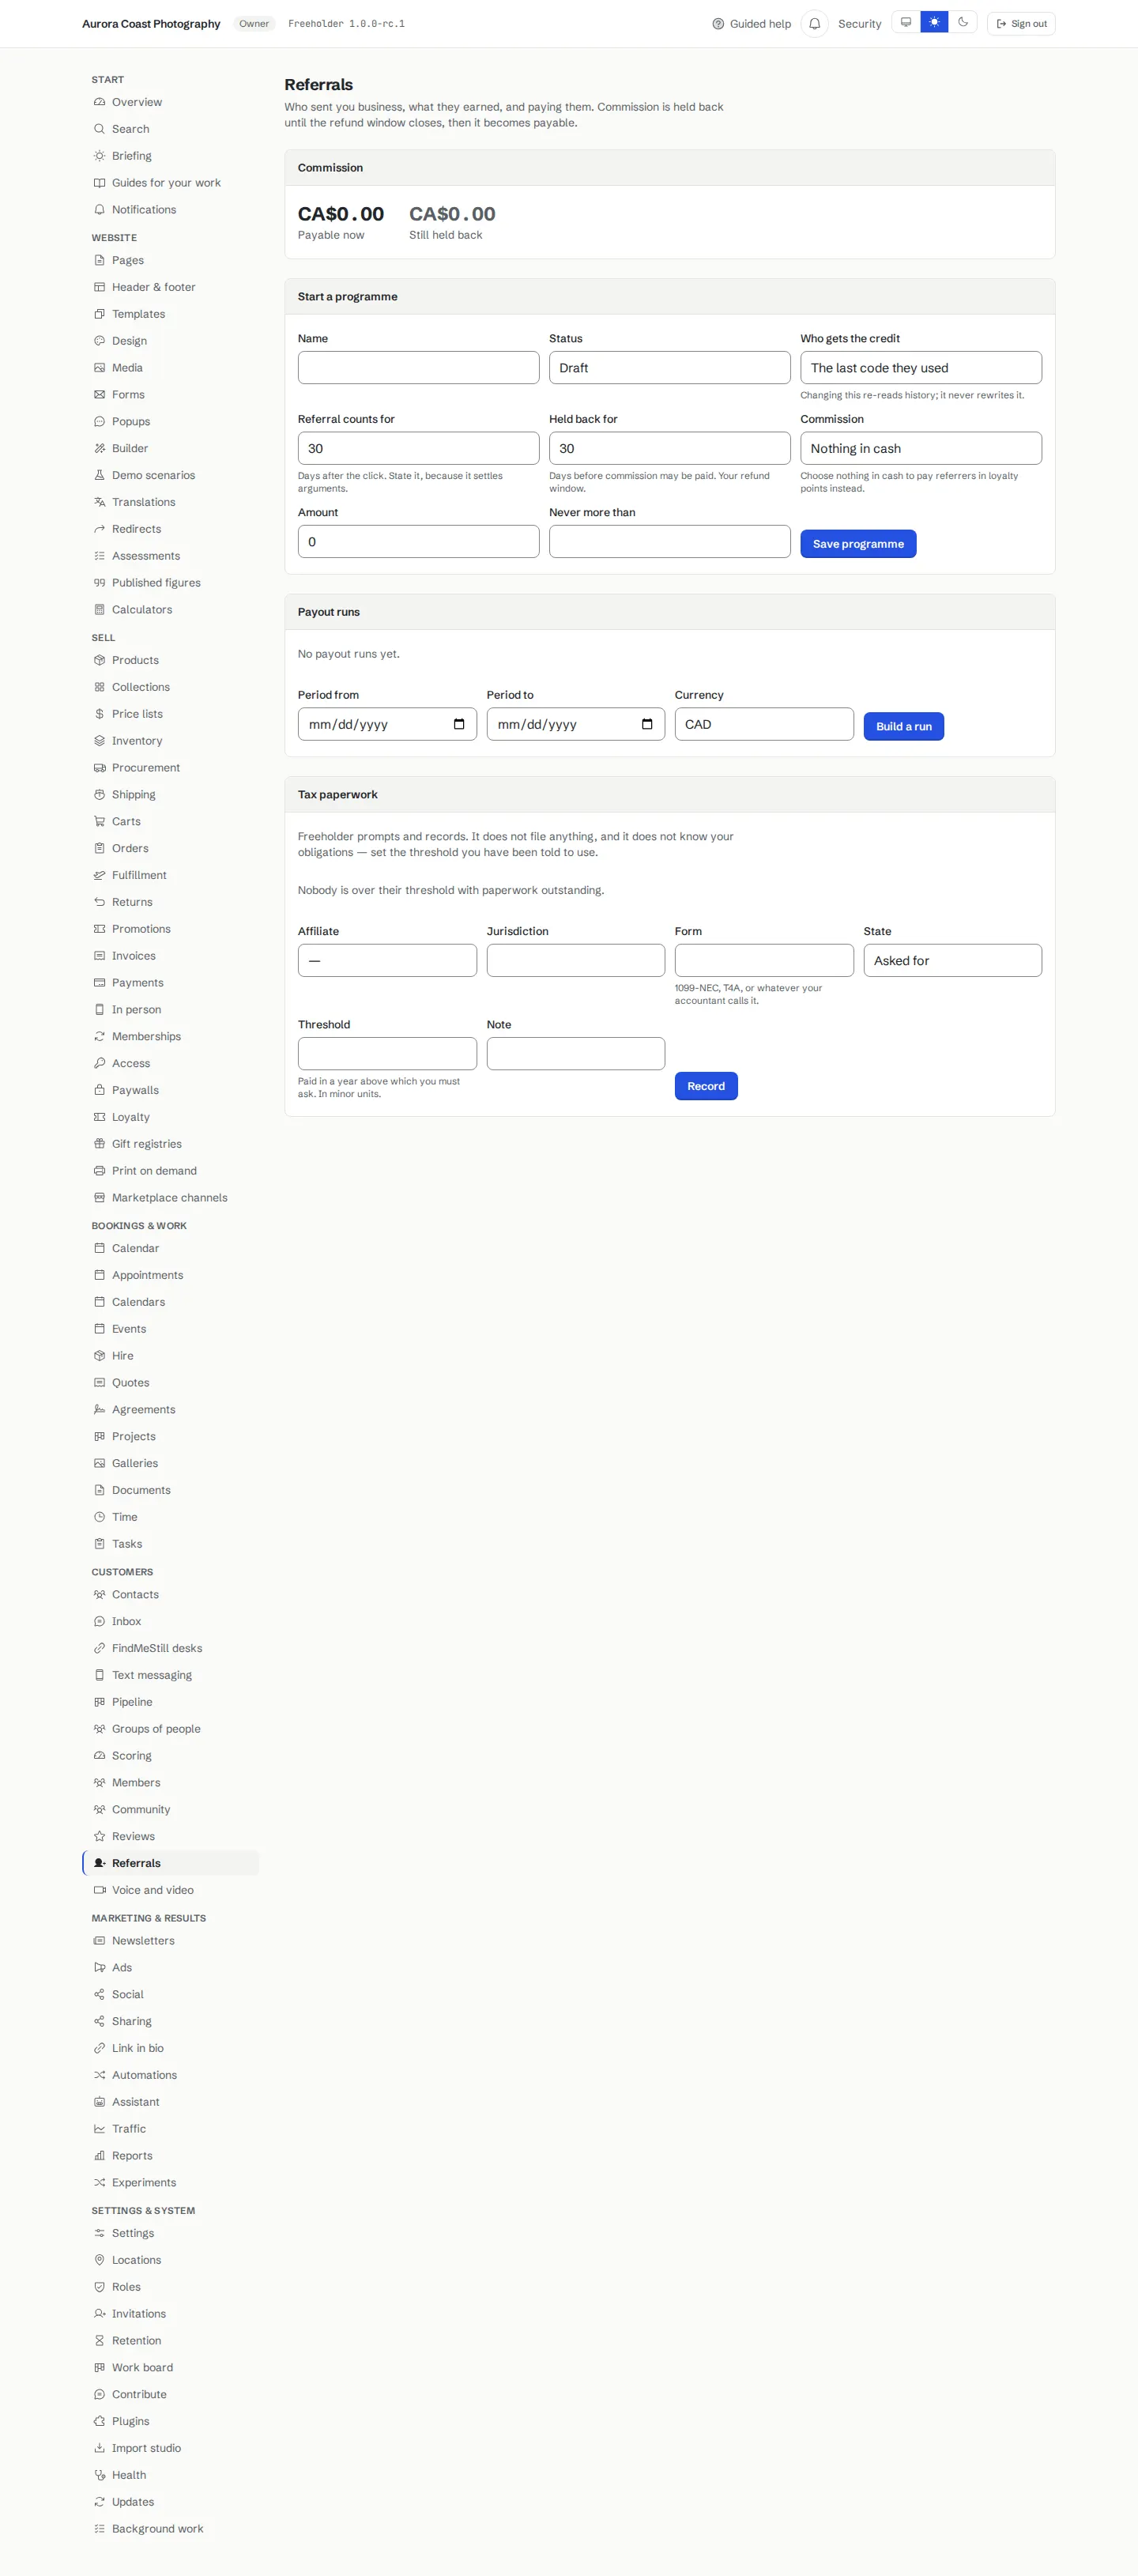 Aurora Coast Photography
Owner
Freeholder 1.0.0-rc.1
Guided help
Security
Sign out
START
Overview
Search
Briefing
Guides for your work
Notifications
WEBSITE
Pages
Header & footer
Templates
Design
Media
Forms
Popups
Builder
Demo scenarios
Translations
Redirects
Assessments
Published figures
Calculators
SELL
Products
Collections
Price lists
Inventory
Procurement
Shipping
Carts
Orders
Fulfillment
Returns
Promotions
Invoices
Payments
In person
Memberships
Access
Paywalls
Loyalty
Gift registries
Print on demand
Marketplace channels
BOOKINGS & WORK
Calendar
Appointments
Calendars
Events
Hire
Quotes
Agreements
Projects
Galleries
Documents
Time
Tasks
CUSTOMERS
Contacts
Inbox
FindMeStill desks
Text messaging
Pipeline
Groups of people
Scoring
Members
Community
Reviews
Referrals
Voice and video
MARKETING & RESULTS
Newsletters
Ads
Social
Sharing
Link in bio
Automations
Assistant
Traffic
Reports
Experiments
SETTINGS & SYSTEM
Settings
Locations
Roles
Invitations
Retention
Work board
Contribute
Plugins
Import studio
Health
Updates
Background work
Referrals
Who sent you business, what they earned, and paying them. Commission is held back
until the refund window closes, then it becomes payable.
Commission
CA$0.00
Payable now
CA$0.00
Still held back
Start a programme
Name
Status
Draft
Who gets the credit
The last code they used
Changing this re-reads history; it never rewrites it.
Referral counts for
30
Days after the click. State it, because it settles
arguments.
Held back for
30
Days before commission may be paid. Your refund
window.
Commission
Nothing in cash
Choose nothing in cash to pay referrers in loyalty
points instead.
Amount
0
Never more than
Save programme
Payout runs
No payout runs yet.
Period from
mm/dd/yyyy
Period to
mm/dd/yyyy
Currency
CAD
Build a run
Tax paperwork
Freeholder prompts and records. It does not file anything, and it does not know your
obligations — set the threshold you have been told to use.
Nobody is over their threshold with paperwork outstanding.
Affiliate
—
Jurisdiction
Form
1099-NEC, T4A, or whatever your
accountant calls it.
State
Asked for
Threshold
Paid in a year above which you must
ask. In minor units.
Note
Record